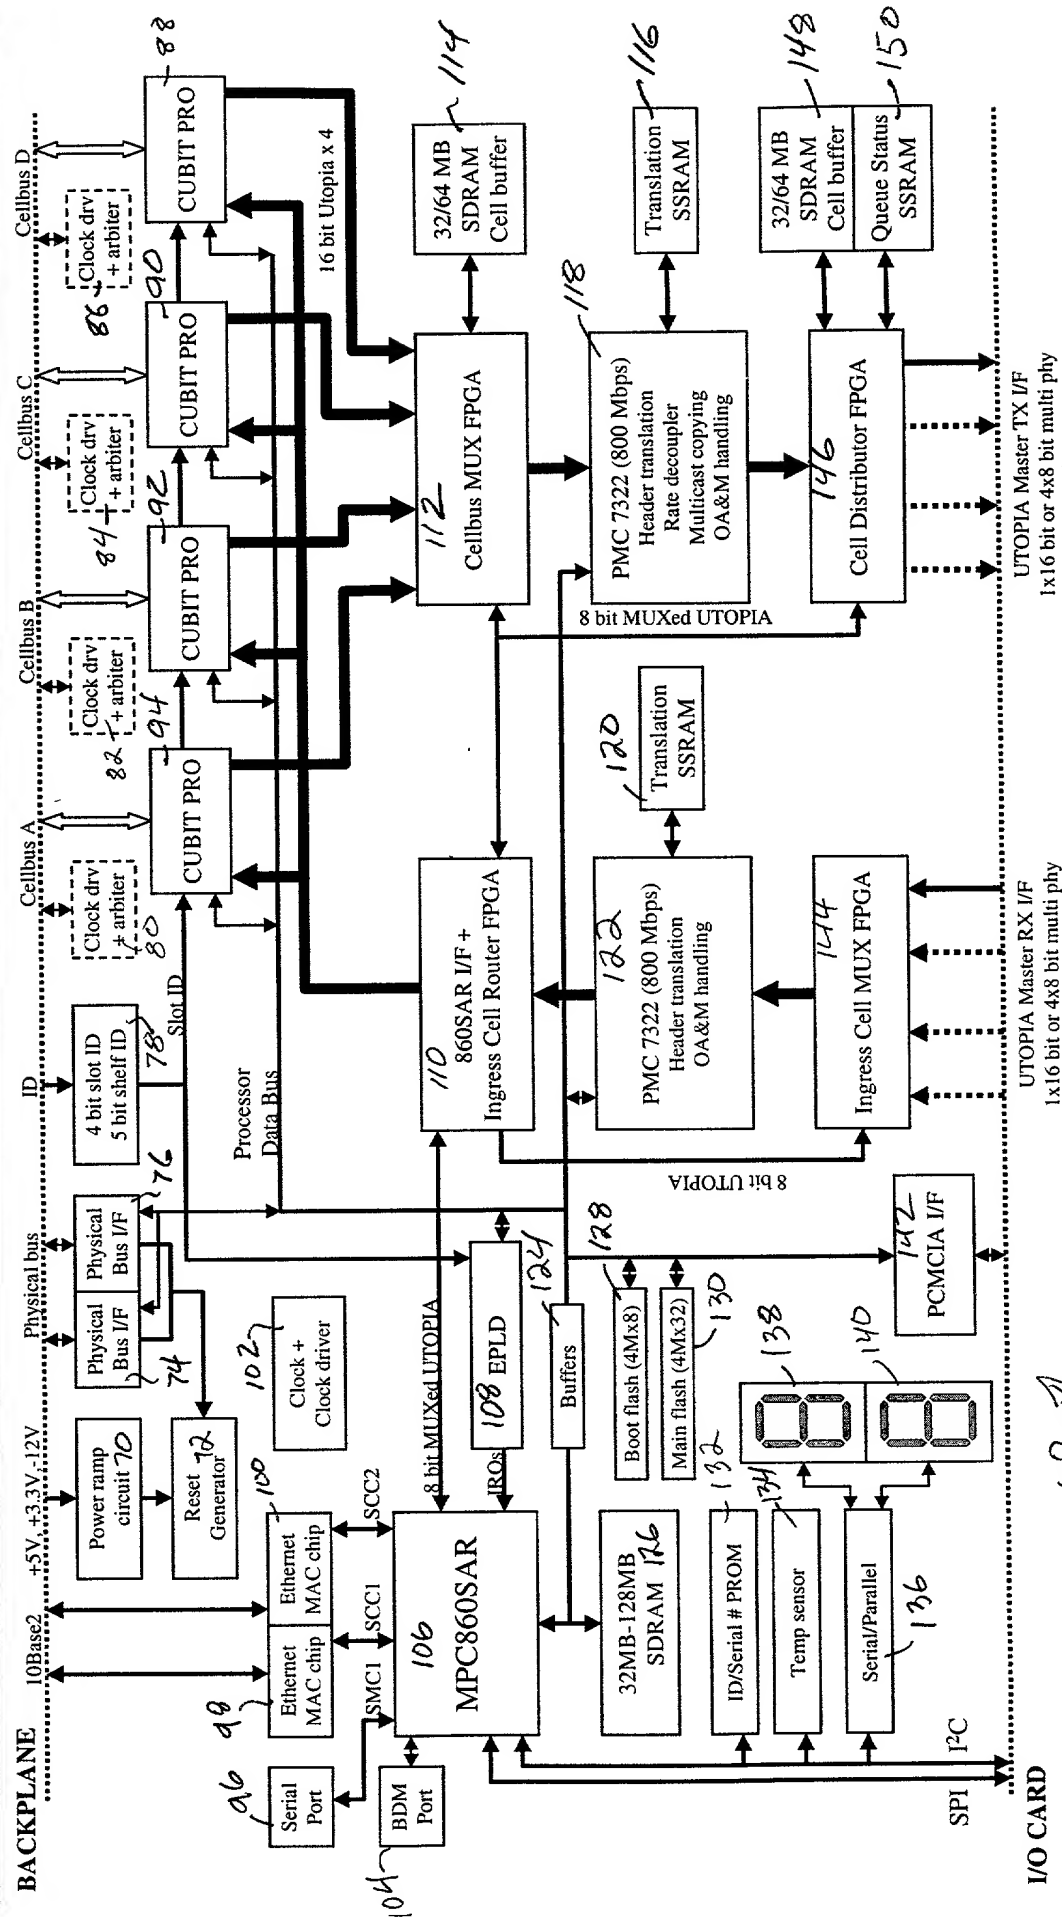 BACKPLANE
10Base2
+5V, +3.3V,-12V
Physical bus
ID
Cellbus A
Cellbus B
Cellbus C
Cellbus D
Power ramp
circuit 70
Reset 72
Generator
Physical
Bus I/F
74
Physical
Bus I/F
76
4 bit slot ID
5 bit shelf ID
78
Slot ID
Clock drv
+ arbiter
80
Clock drv
+ arbiter
82
Clock drv
+ arbiter
84
Clock drv
+ arbiter
86
CUBIT PRO
94
CUBIT PRO
92
CUBIT PRO
90
CUBIT PRO
88
Serial
Port
96
Ethernet
MAC chip
98
Ethernet
MAC chip
100
102
Clock +
Clock driver
Processor
Data Bus
16 bit Utopia x 4
SMC1
SCC1
SCC2
BDM
Port
104
106
MPC860SAR
8 bit MUXed UTOPIA
IRQs
108 EPLD
110
860SAR I/F +
Ingress Cell Router FPGA
112
Cellbus MUX FPGA
32/64 MB
SDRAM
Cell buffer
114
Buffers
124
8 bit MUXed UTOPIA
32MB-128MB
SDRAM 126
Boot flash (4Mx8)
128
Main flash (4Mx32)
130
8 bit UTOPIA
122
PMC 7322 (800 Mbps)
Header translation
OA&M handling
Translation
SSRAM
120
PMC 7322 (800 Mbps)
Header translation
Rate decoupler
Multicast copying
OA&M handling
118
Translation
SSRAM
116
ID/Serial # PROM
132
Temp sensor
134
Serial/Parallel
136
138
140
142
PCMCIA I/F
144
Ingress Cell MUX FPGA
146
Cell Distributor FPGA
32/64 MB
SDRAM
Cell buffer
148
Queue Status
SSRAM
150
SPI
I²C
I/O CARD
UTOPIA Master RX I/F
1x16 bit or 4x8 bit multi phy
UTOPIA Master TX I/F
1x16 bit or 4x8 bit multi phy